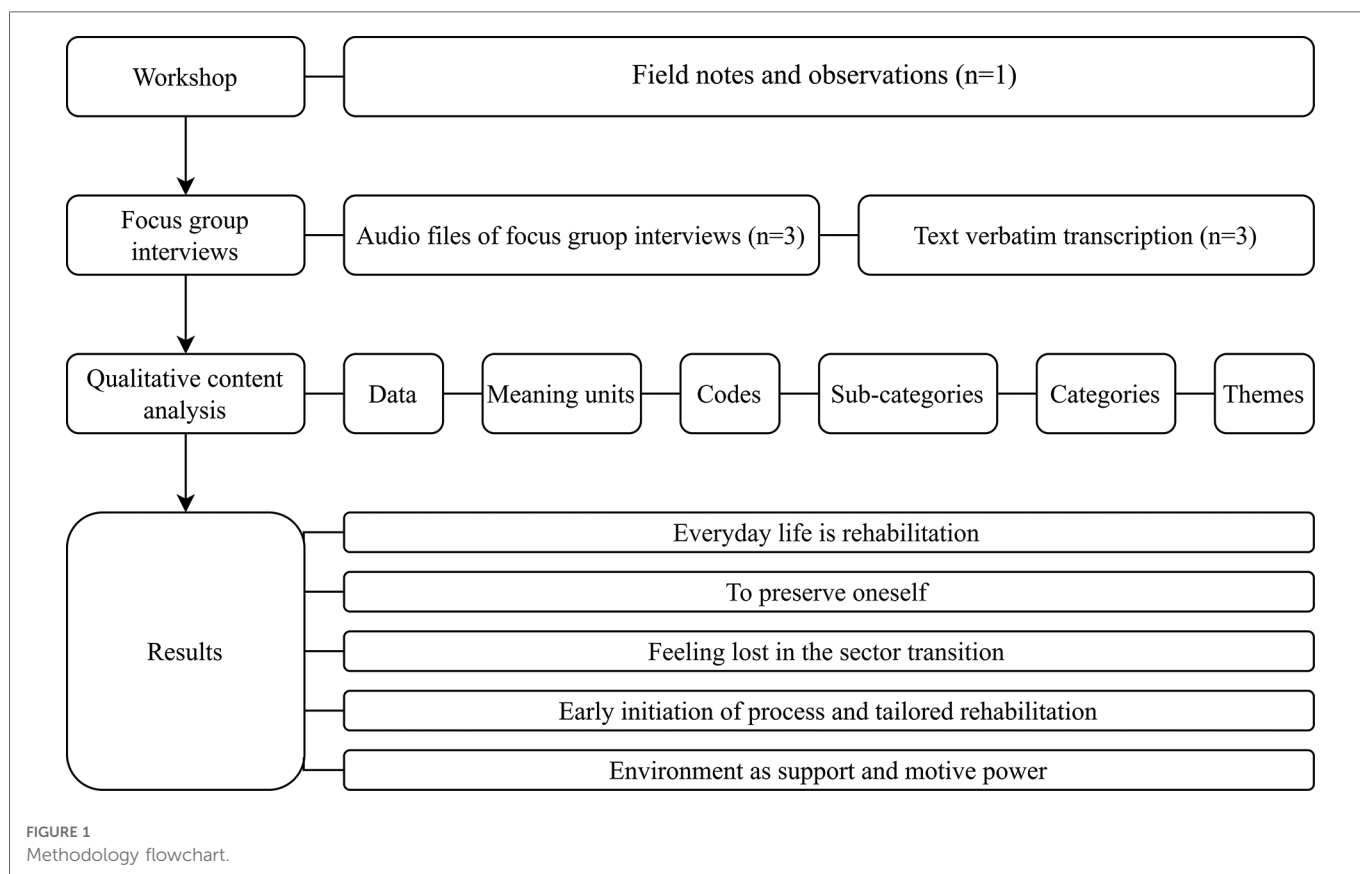 Workshop
Field notes and observations (n=1)
Focus group
interviews
Audio files of focus gruop interviews (n=3)
Text verbatim transcription (n=3)
Qualitative content
analysis
Data
Meaning units
Codes
Sub-categories
Categories
Themes
Results
Everyday life is rehabilitation
To preserve oneself
Feeling lost in the sector transition
Early initiation of process and tailored rehabilitation
Environment as support and motive power
FIGURE 1
Methodology flowchart.